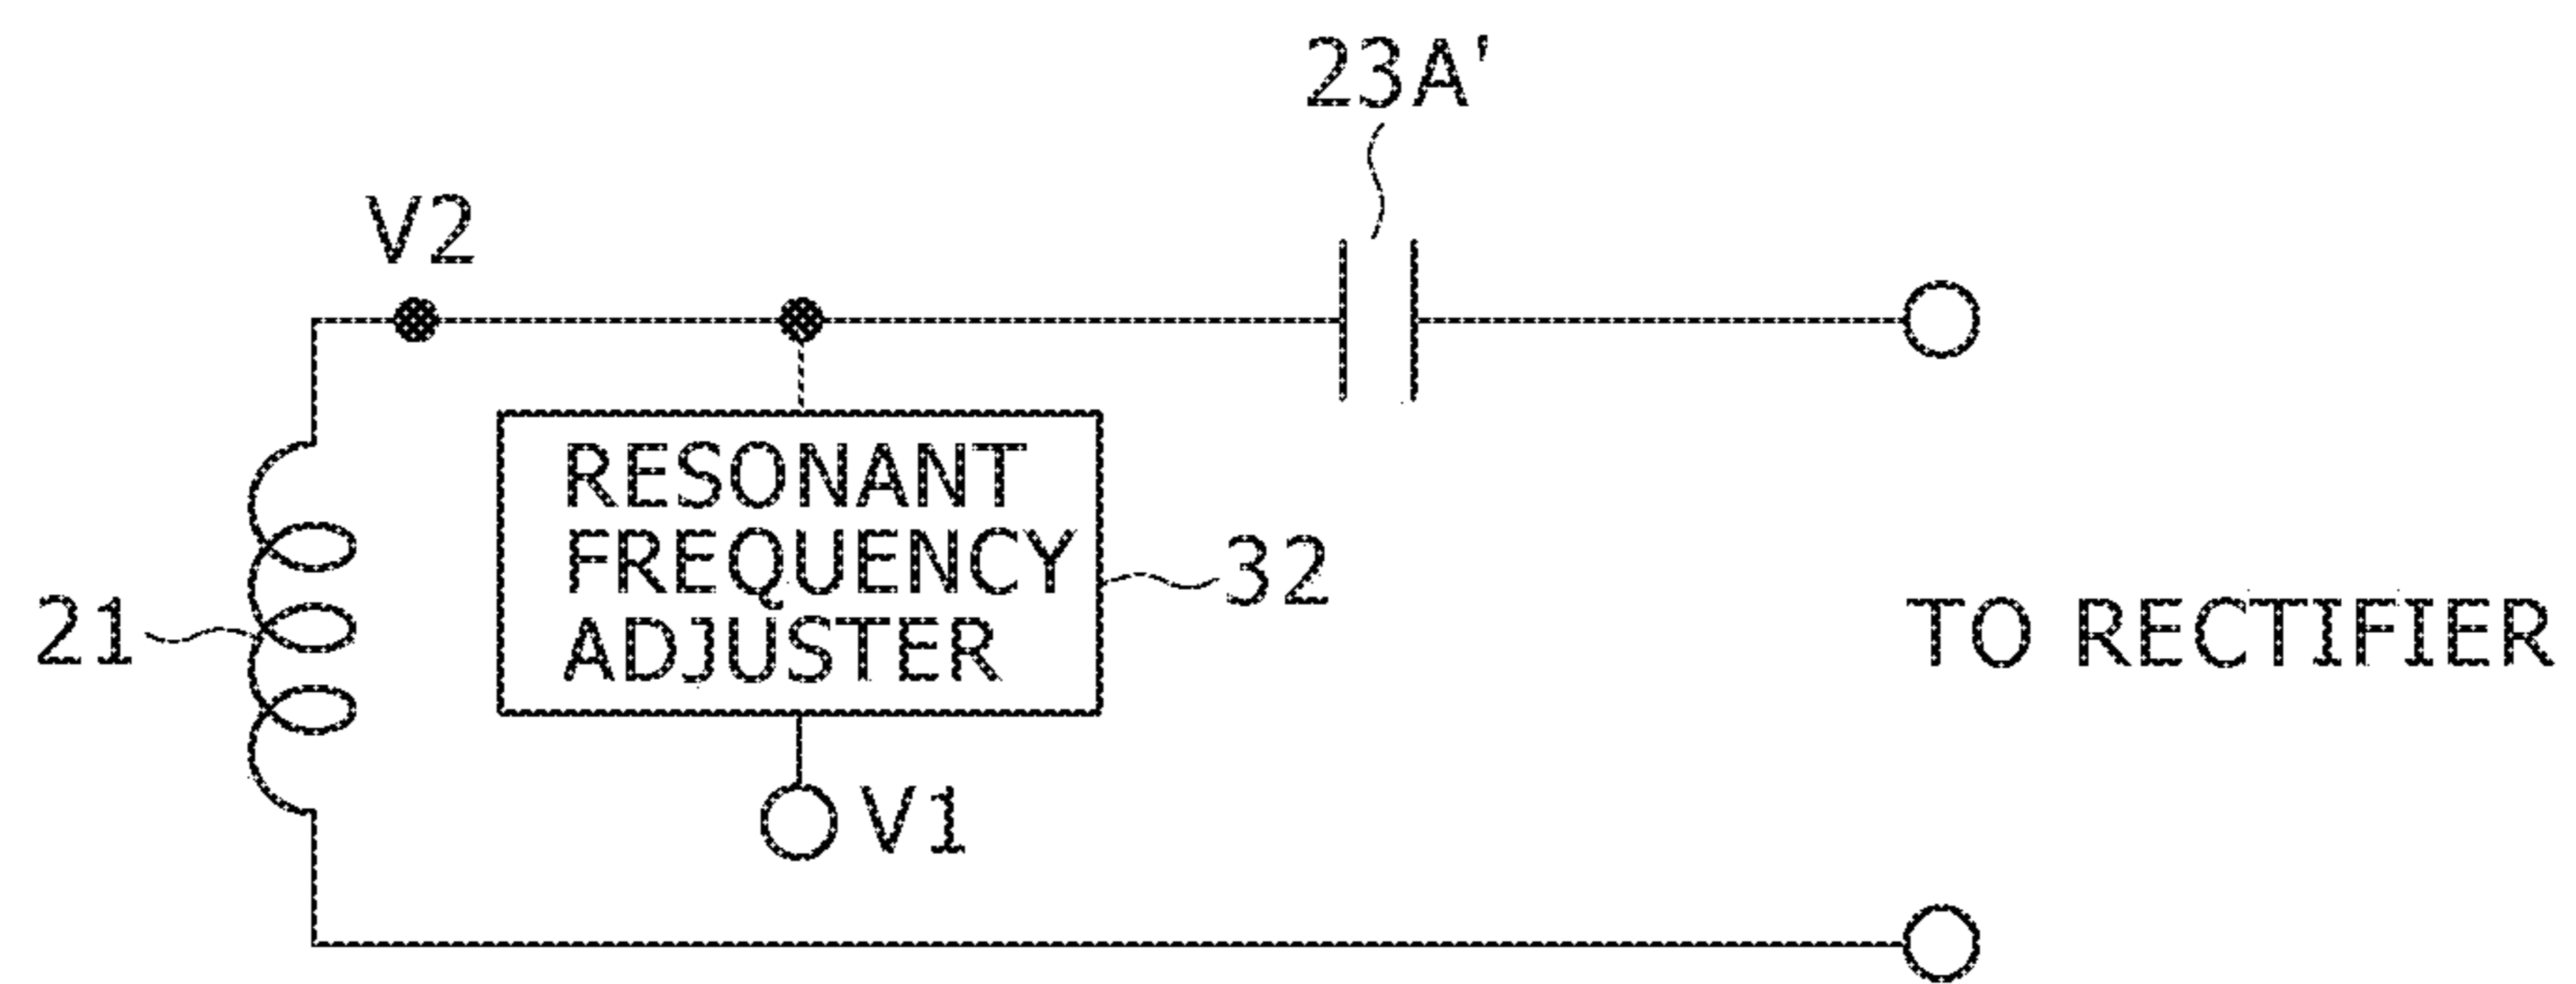 23A'
V2
RESONANT
FREQUENCY
ADJUSTER
32
21
TO RECTIFIER
V1